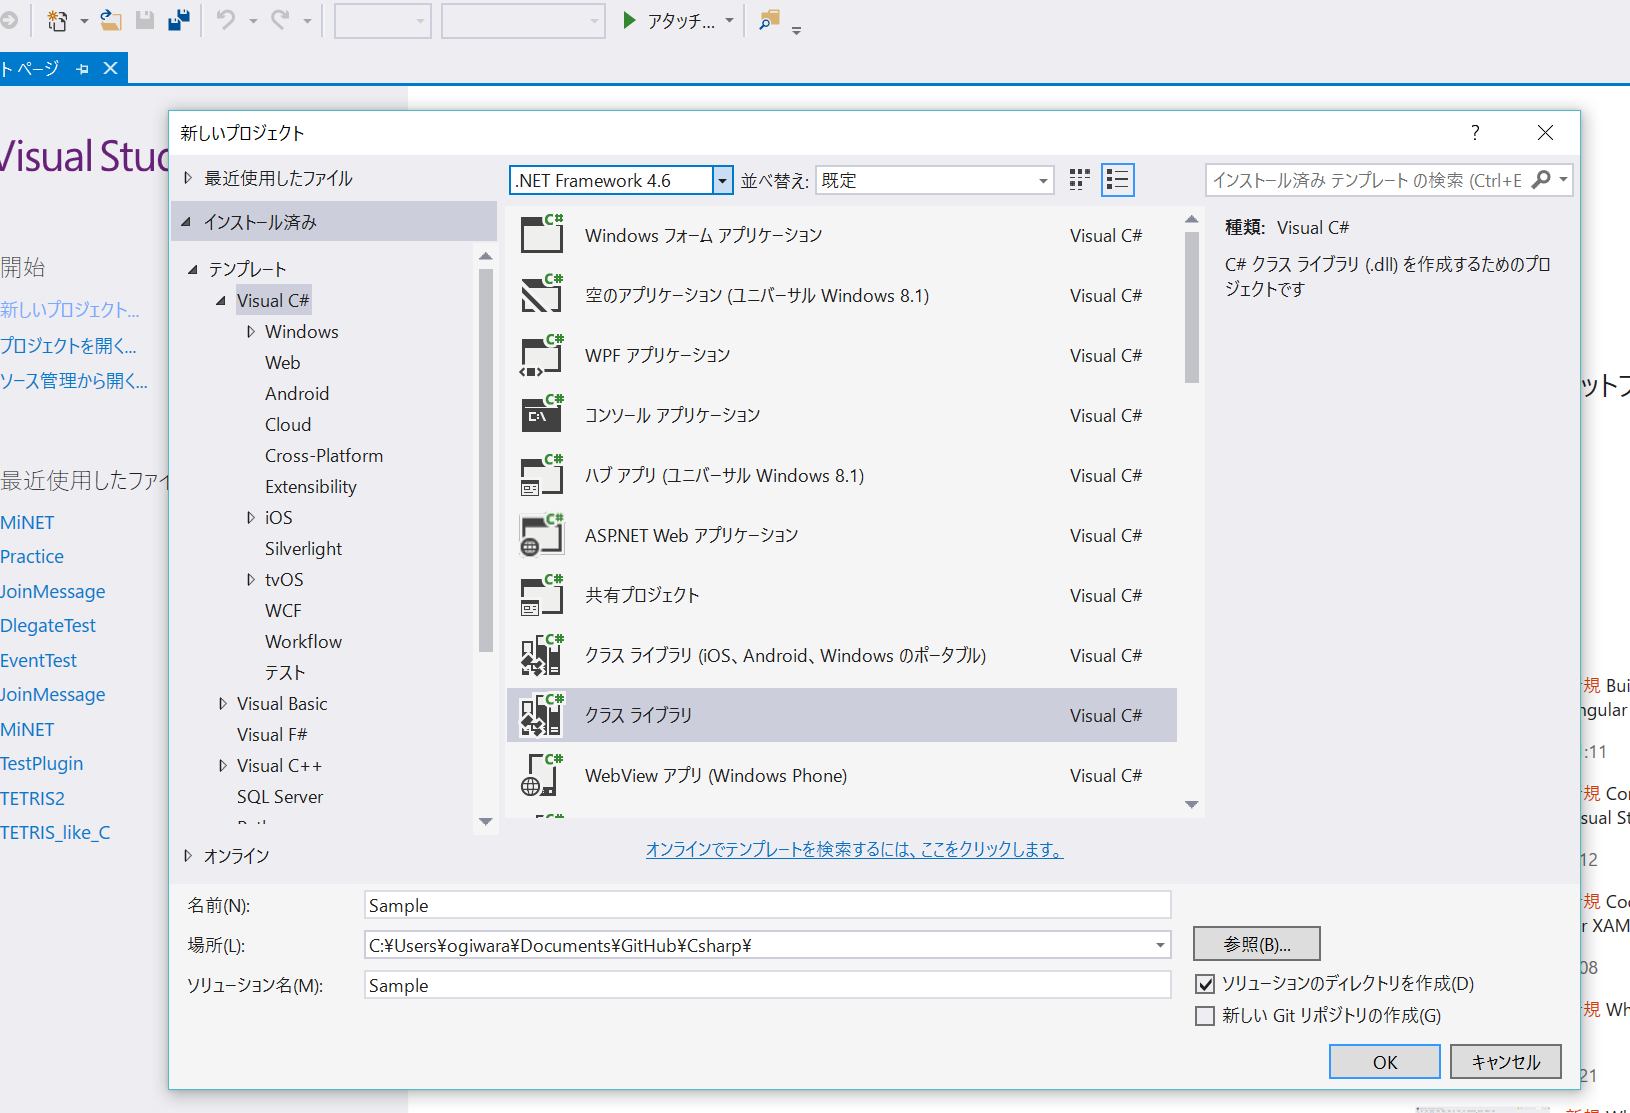 アタッチ...
ト ページ
Visual Stud
開始
新しいプロジェクト...
プロジェクトを開く...
ソース管理から開く...
最近使用したファイ
MiNET
Practice
JoinMessage
DlegateTest
EventTest
JoinMessage
MiNET
TestPlugin
TETRIS2
TETRIS_like_C
新しいプロジェクト
?
最近使用したファイル
インストール済み
テンプレート
Visual C#
Windows
Web
Android
Cloud
Cross-Platform
Extensibility
iOS
Silverlight
tvOS
WCF
Workflow
テスト
Visual Basic
Visual F#
Visual C++
SQL Server
オンライン
.NET Framework 4.6
並べ替え: 既定
インストール済み テンプレート の検索 (Ctrl+E
C# Windows フォーム アプリケーション Visual C#
C# 空のアプリケーション (ユニバーサル Windows 8.1) Visual C#
C# WPF アプリケーション Visual C#
C# C:\ コンソール アプリケーション Visual C#
C# ハブ アプリ (ユニバーサル Windows 8.1) Visual C#
C# ASP.NET Web アプリケーション Visual C#
C# 共有プロジェクト Visual C#
C# クラス ライブラリ (iOS、Android、Windows のポータブル) Visual C#
C# クラス ライブラリ Visual C#
C# WebView アプリ (Windows Phone) Visual C#
C#
オンラインでテンプレートを検索するには、ここをクリックします。
種類: Visual C#
C# クラス ライブラリ (.dll) を作成するためのプロ
ジェクトです
名前(N): Sample
場所(L): C:¥Users¥ogiwara¥Documents¥GitHub¥Csharp¥
参照(B)...
ソリューション名(M): Sample
ソリューションのディレクトリを作成(D)
新しい Git リポジトリの作成(G)
OK
キャンセル
ットフ
規 Bui
ngular
:11
規 Cor
sual St
12
規 Coc
r XAM
08
規 Wh
21